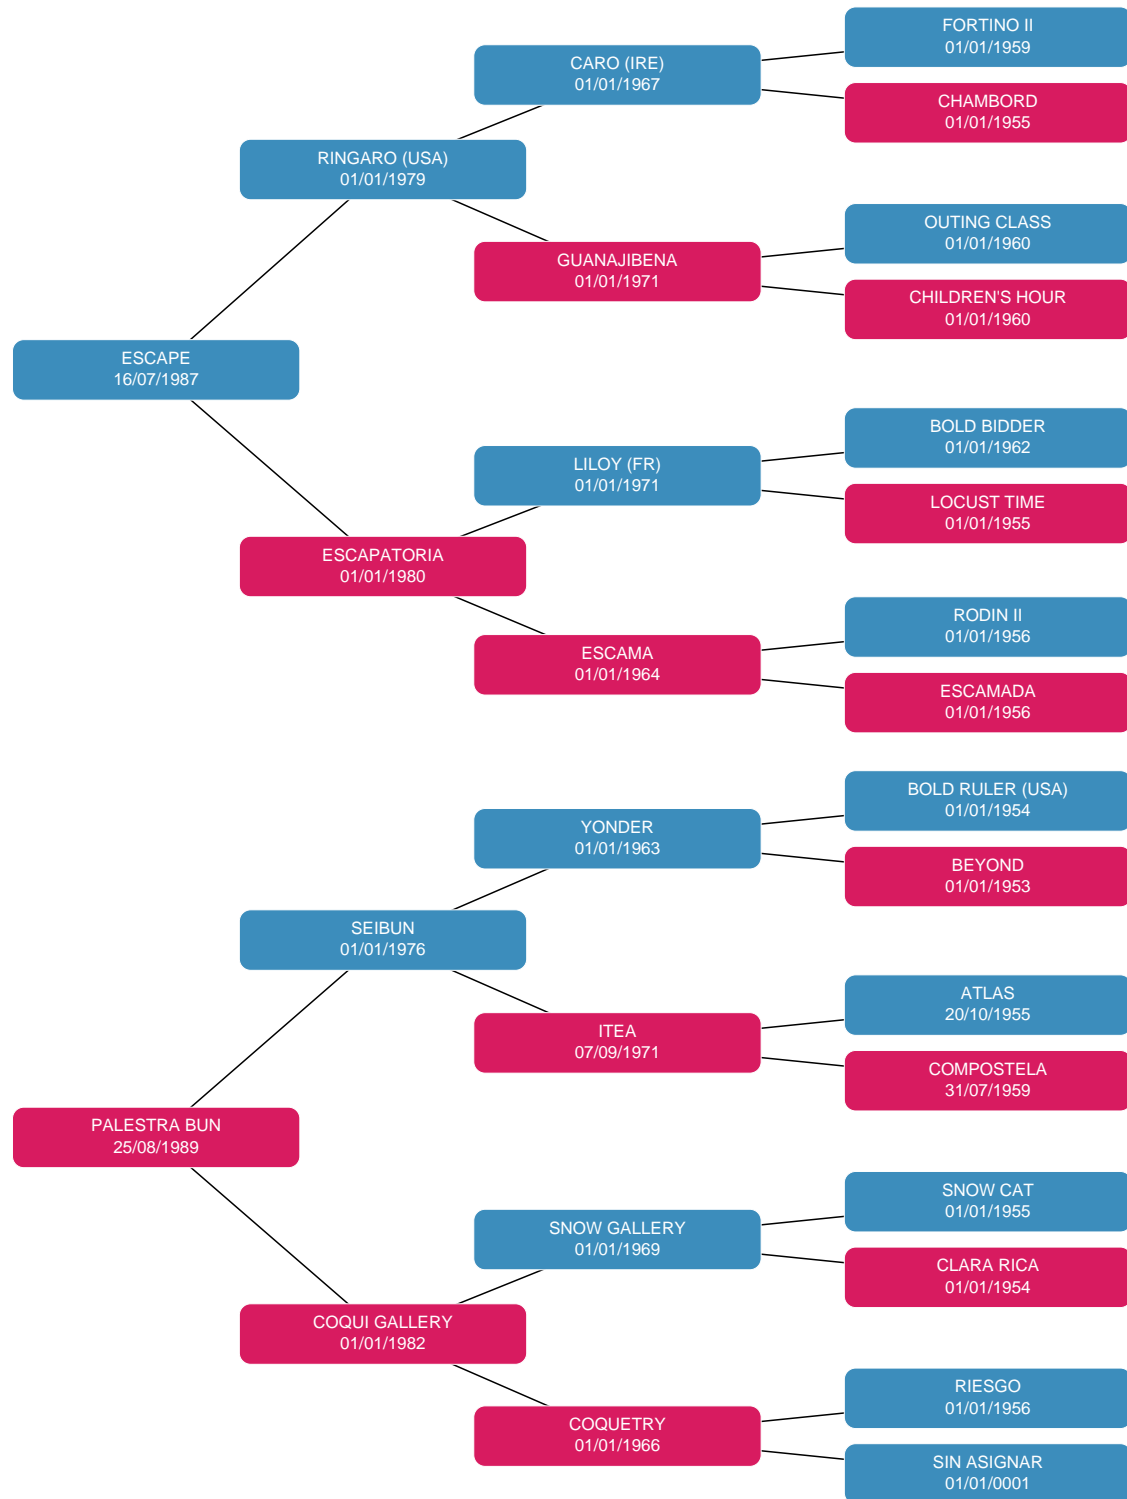 FORTINO II
01/01/1959
CARO (IRE)
01/01/1967
CHAMBORD
01/01/1955
RINGARO (USA)
01/01/1979
OUTING CLASS
01/01/1960
GUANAJIBENA
01/01/1971
CHILDREN'S HOUR
01/01/1960
ESCAPE
16/07/1987
BOLD BIDDER
01/01/1962
LILOY (FR)
01/01/1971
LOCUST TIME
01/01/1955
ESCAPATORIA
01/01/1980
RODIN II
01/01/1956
ESCAMA
01/01/1964
ESCAMADA
01/01/1956
BOLD RULER (USA)
01/01/1954
YONDER
01/01/1963
BEYOND
01/01/1953
SEIBUN
01/01/1976
ATLAS
20/10/1955
ITEA
07/09/1971
COMPOSTELA
31/07/1959
PALESTRA BUN
25/08/1989
SNOW CAT
01/01/1955
SNOW GALLERY
01/01/1969
CLARA RICA
01/01/1954
COQUI GALLERY
01/01/1982
RIESGO
01/01/1956
COQUETRY
01/01/1966
SIN ASIGNAR
01/01/0001